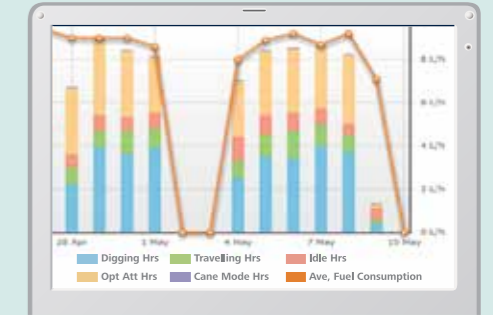 8 L/h
6 L/h
4 L/h
2 L/h
0 L/h
28 Apr 1 May 4 May 7 May 10 May
Digging Hrs Travelling Hrs Idle Hrs
Opt Att Hrs Cane Mode Hrs Ave, Fuel Consumption